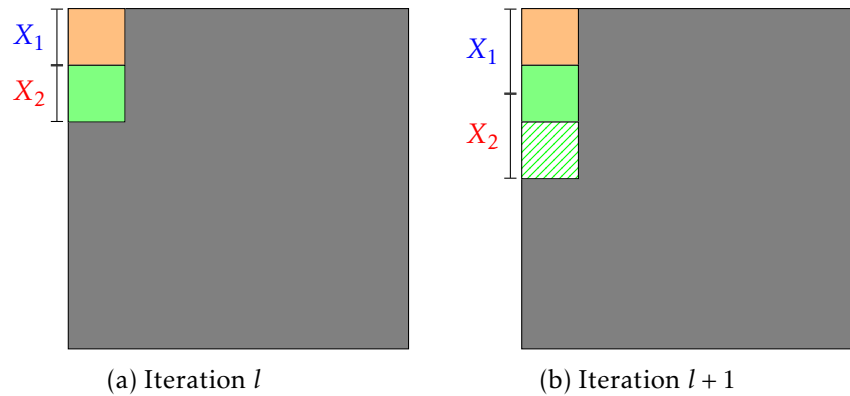 X₁
X₂
(a) Iteration l
X₁
X₂
(b) Iteration l + 1